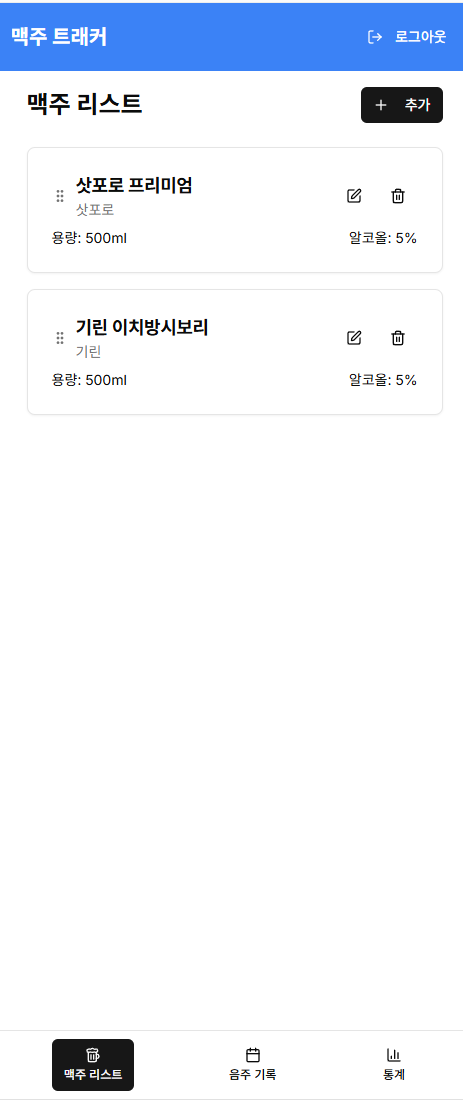 맥주 트래커
로그아웃
맥주 리스트
추가
삿포로 프리미엄
삿포로
용량: 500ml
알코올: 5%
기린 이치방시보리
기린
용량: 500ml
알코올: 5%
맥주 리스트
음주 기록
통계